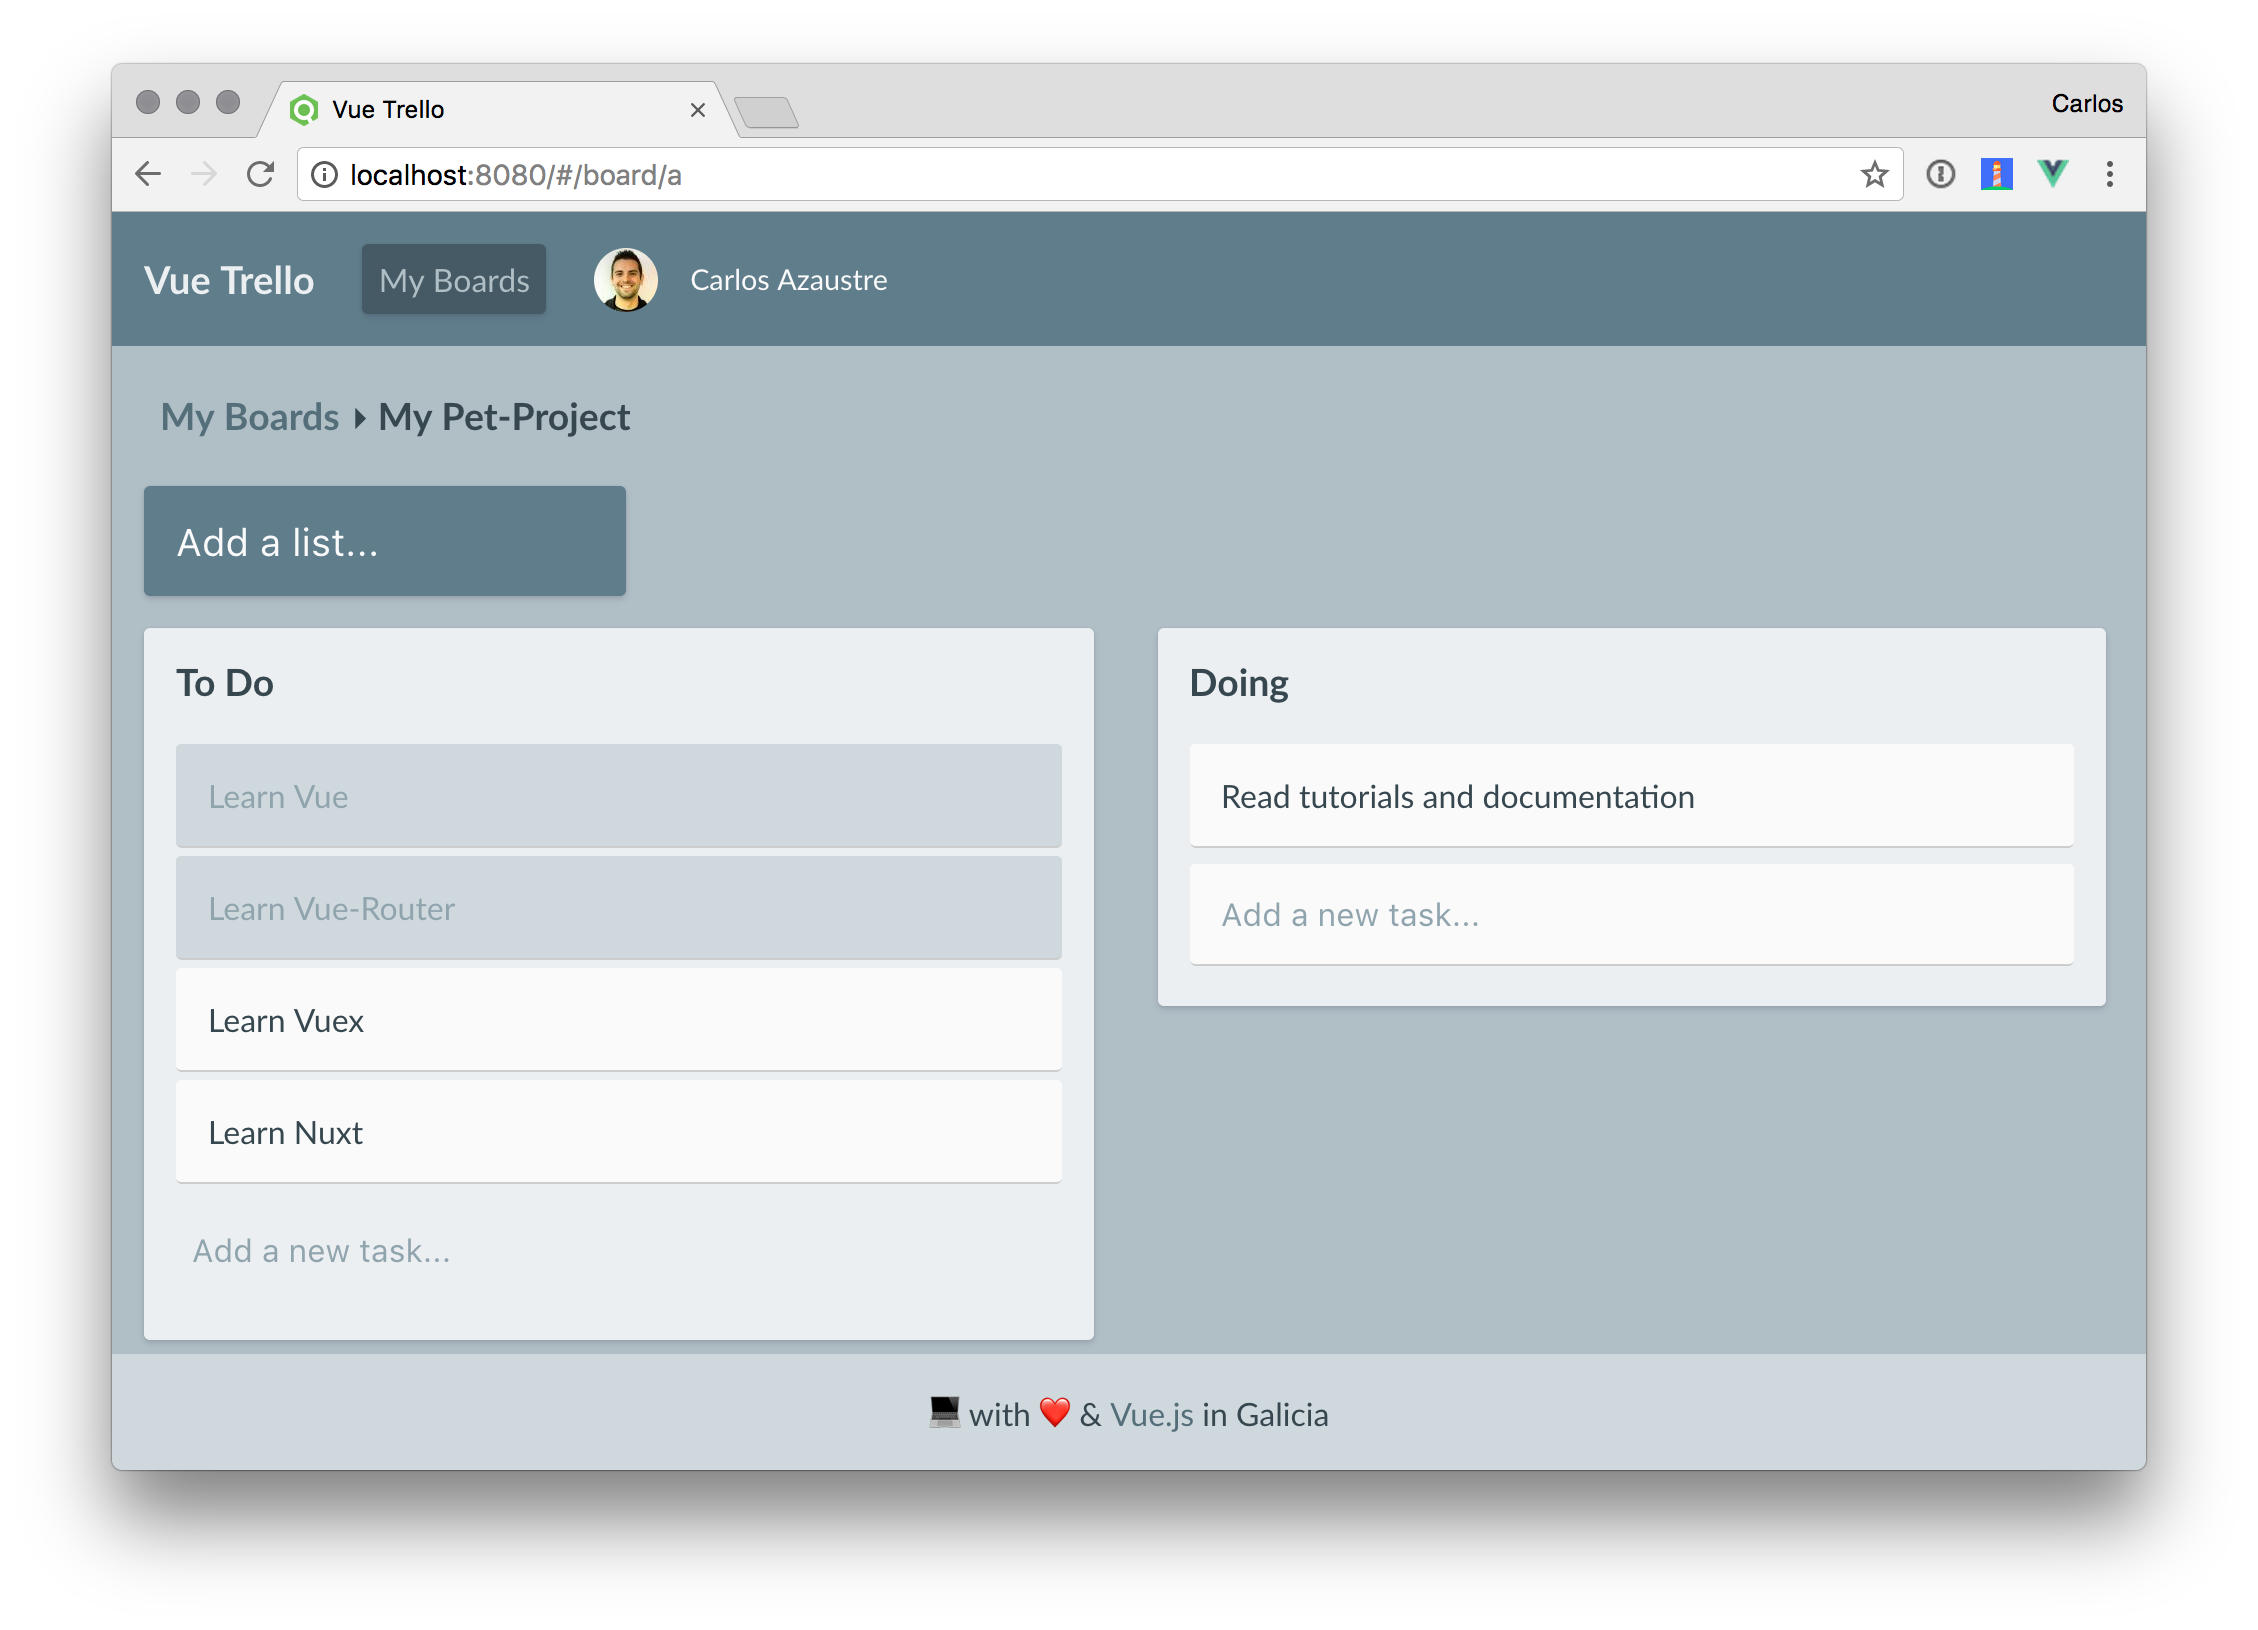 Vue Trello
Carlos
localhost:8080/#/board/a
Vue Trello
My Boards
Carlos Azaustre
My Boards My Pet-Project
Add a list...
To Do
Learn Vue
Learn Vue-Router
Learn Vuex
Learn Nuxt
Add a new task...
Doing
Read tutorials and documentation
Add a new task...
💻 with ❤️ & Vue.js in Galicia